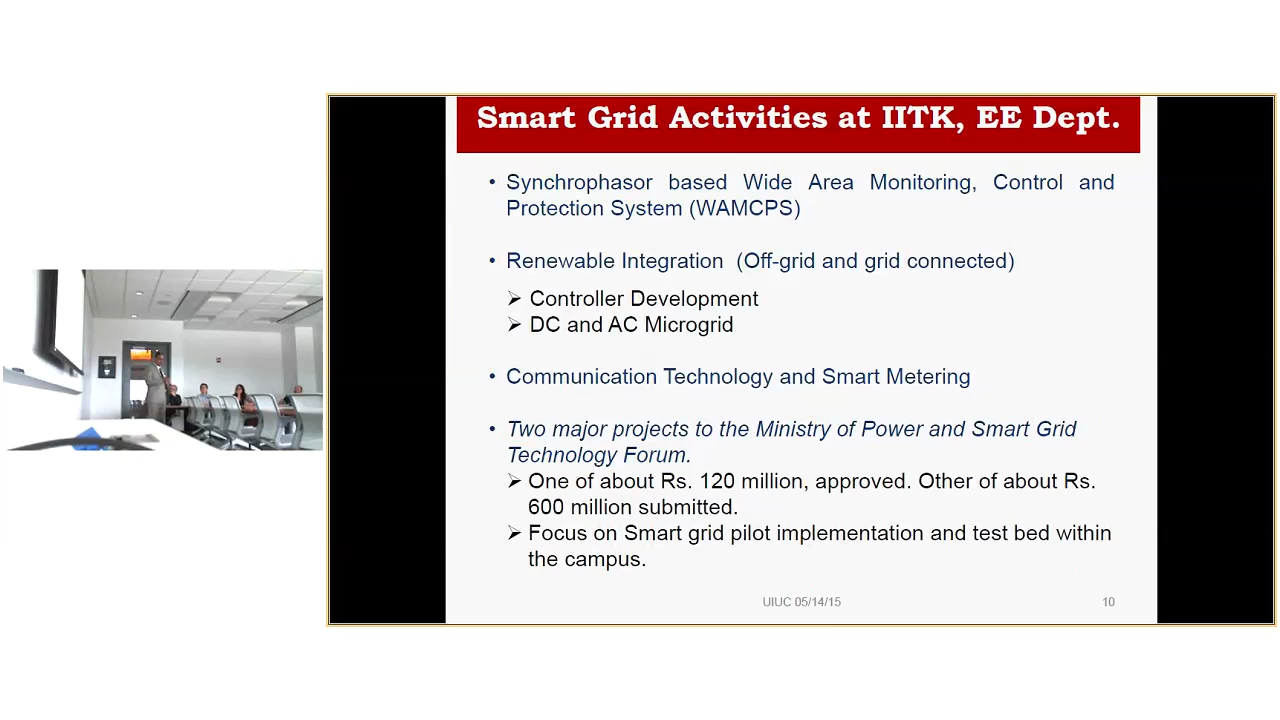 Smart Grid Activities at IITK, EE Dept.
• Synchrophasor based Wide Area Monitoring, Control and
Protection System (WAMCPS)
• Renewable Integration (Off-grid and grid connected)
➢ Controller Development
➢ DC and AC Microgrid
• Communication Technology and Smart Metering
• Two major projects to the Ministry of Power and Smart Grid
Technology Forum.
➢ One of about Rs. 120 million, approved. Other of about Rs.
600 million submitted.
➢ Focus on Smart grid pilot implementation and test bed within
the campus.
UIUC 05/14/15
10